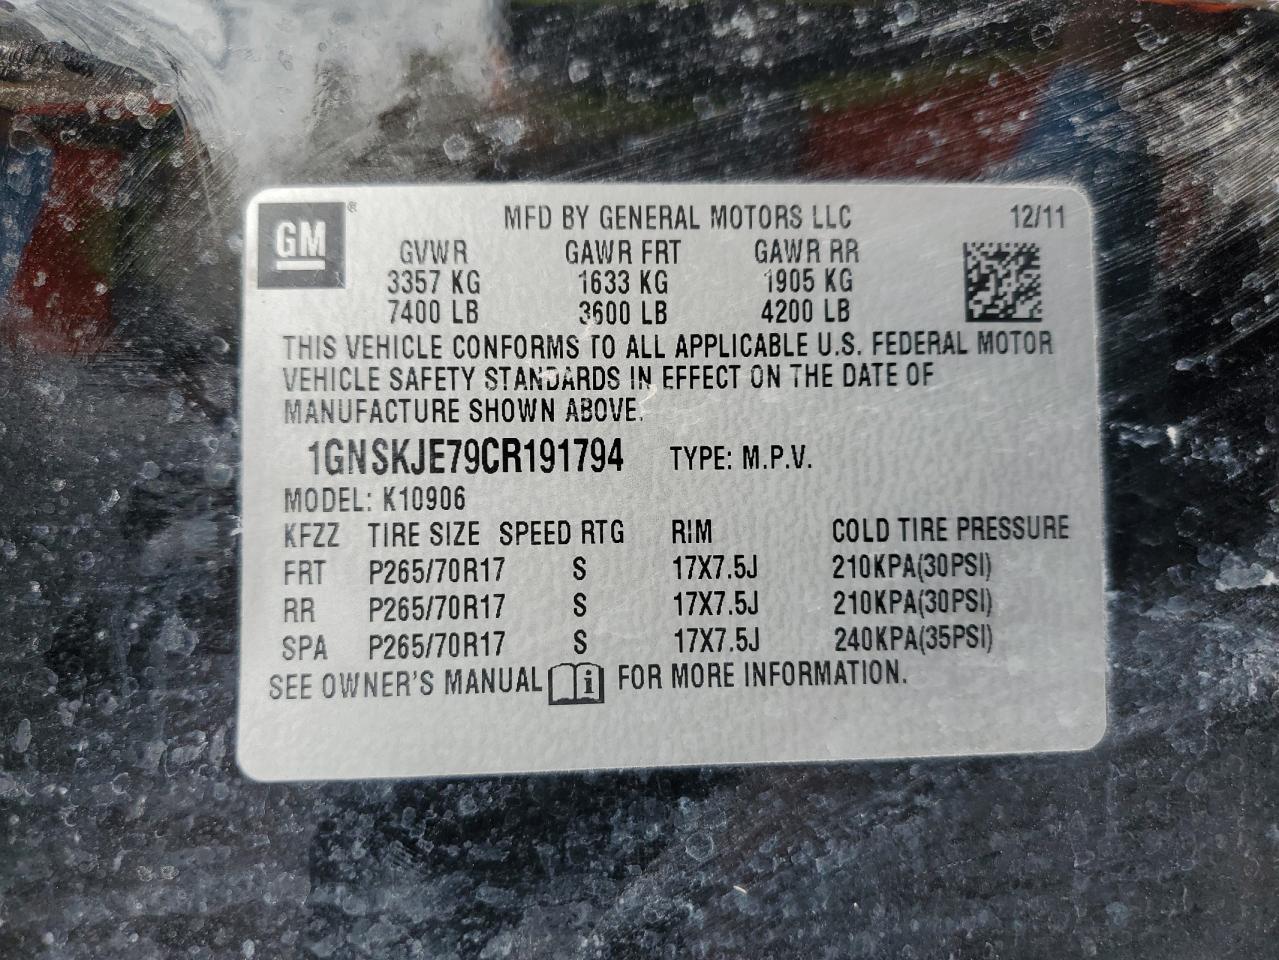 GM® MFD BY GENERAL MOTORS LLC 12/11
GVWR GAWR FRT GAWR RR
3357 KG 1633 KG 1905 KG
7400 LB 3600 LB 4200 LB
THIS VEHICLE CONFORMS TO ALL APPLICABLE U.S. FEDERAL MOTOR
VEHICLE SAFETY STANDARDS IN EFFECT ON THE DATE OF
MANUFACTURE SHOWN ABOVE.
1GNSKJE79CR191794 TYPE: M.P.V.
MODEL: K10906
KFZZ TIRE SIZE SPEED RTG RIM COLD TIRE PRESSURE
FRT P265/70R17 S 17X7.5J 210KPA(30PSI)
RR P265/70R17 S 17X7.5J 210KPA(30PSI)
SPA P265/70R17 S 17X7.5J 240KPA(35PSI)
SEE OWNER'S MANUAL i FOR MORE INFORMATION.